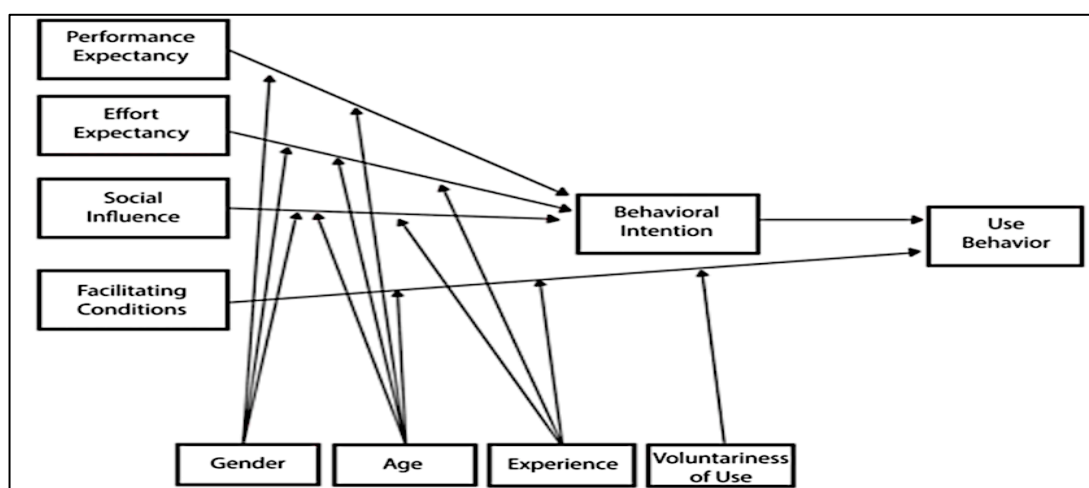 Performance
Expectancy
Effort
Expectancy
Social
Influence
Behavioral
Intention
Use
Behavior
Facilitating
Conditions
Gender
Age
Experience
Voluntariness
of Use